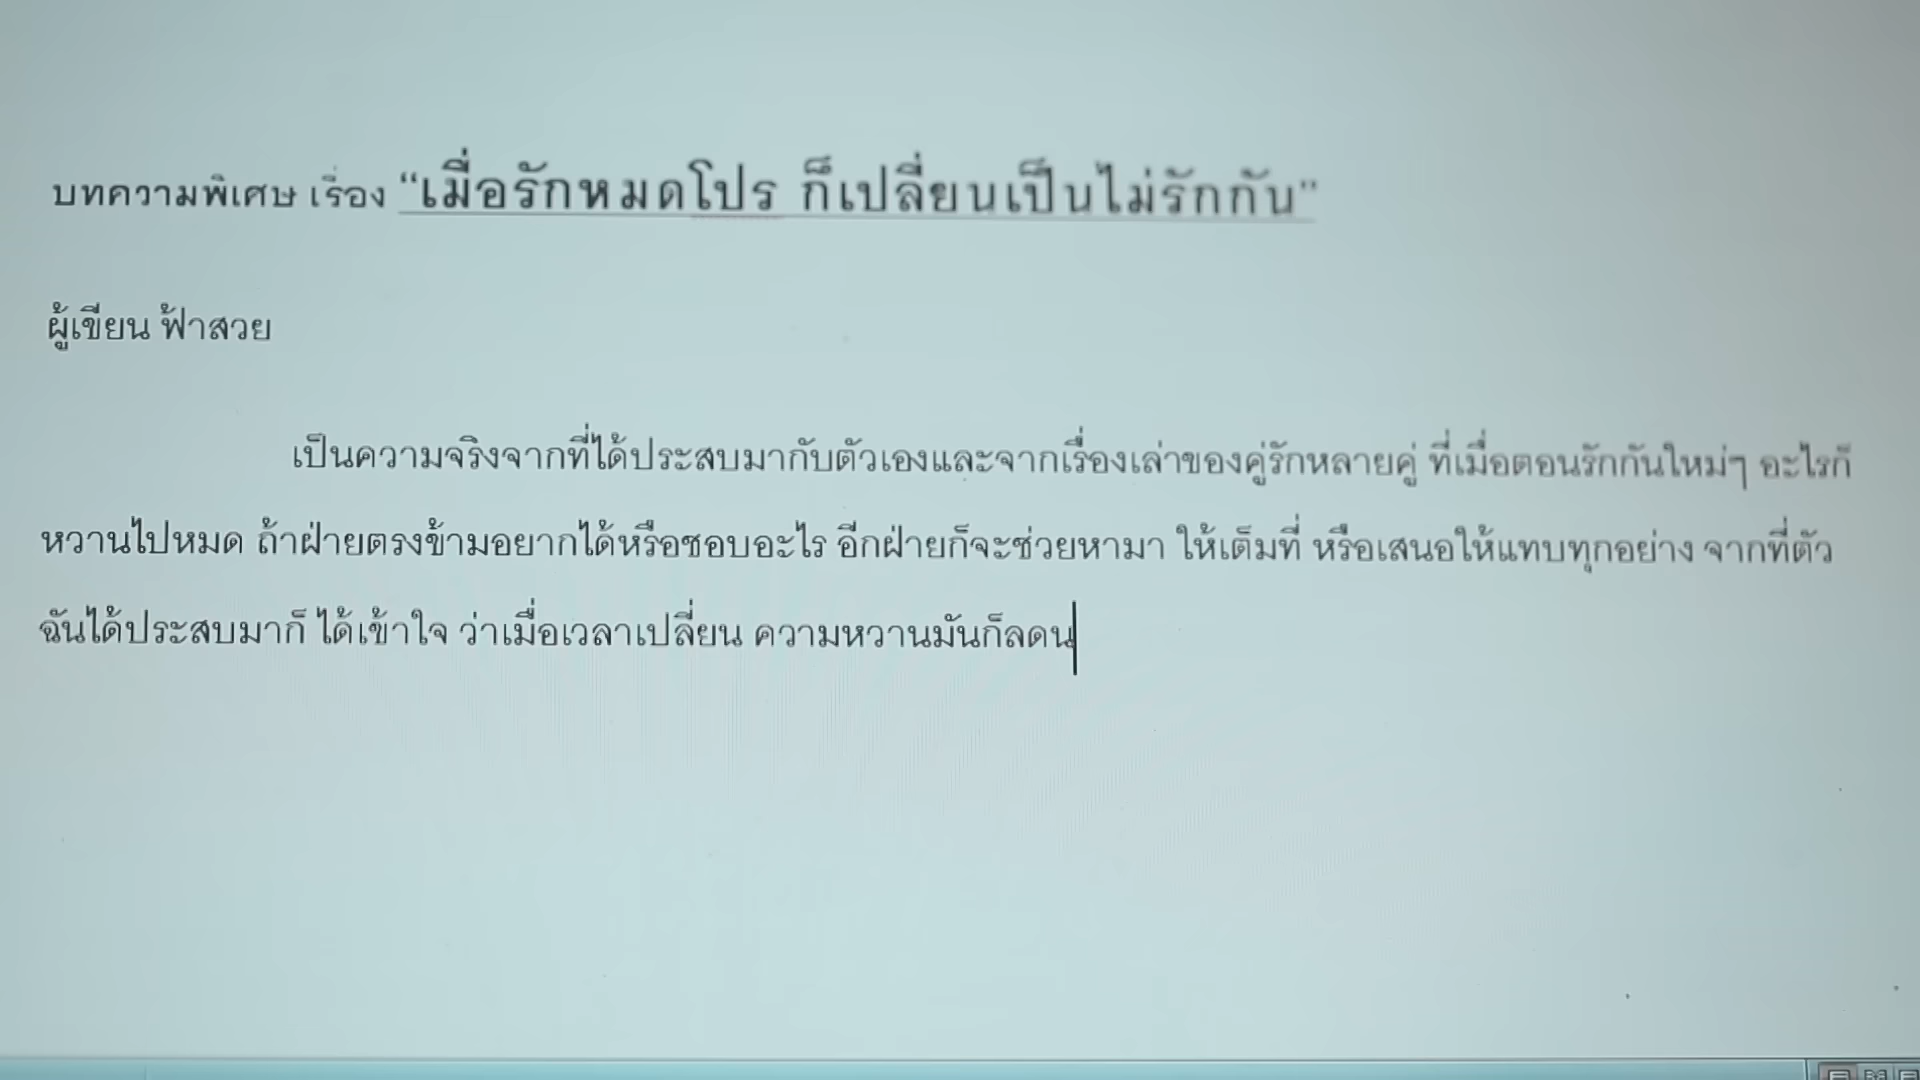 บทความพิเศษ เรื่อง “เมื่อรักหมดโปร ก็เปลี่ยนเป็นไม่รักกัน”
ผู้เขียน ฟ้าสวย
เป็นความจริงจากที่ได้ประสบมากับตัวเองและจากเรื่องเล่าของคู่รักหลายคู่ ที่เมื่อตอนรักกันใหม่ๆ อะไรก็
หวานไปหมด ถ้าฝ่ายตรงข้ามอยากได้หรือชอบอะไร อีกฝ่ายก็จะช่วยหามา ให้เต็มที่ หรือเสนอให้แทบทุกอย่าง จากที่ตัว
ฉันได้ประสบมาก็ ได้เข้าใจ ว่าเมื่อเวลาเปลี่ยน ความหวานมันก็ลดน